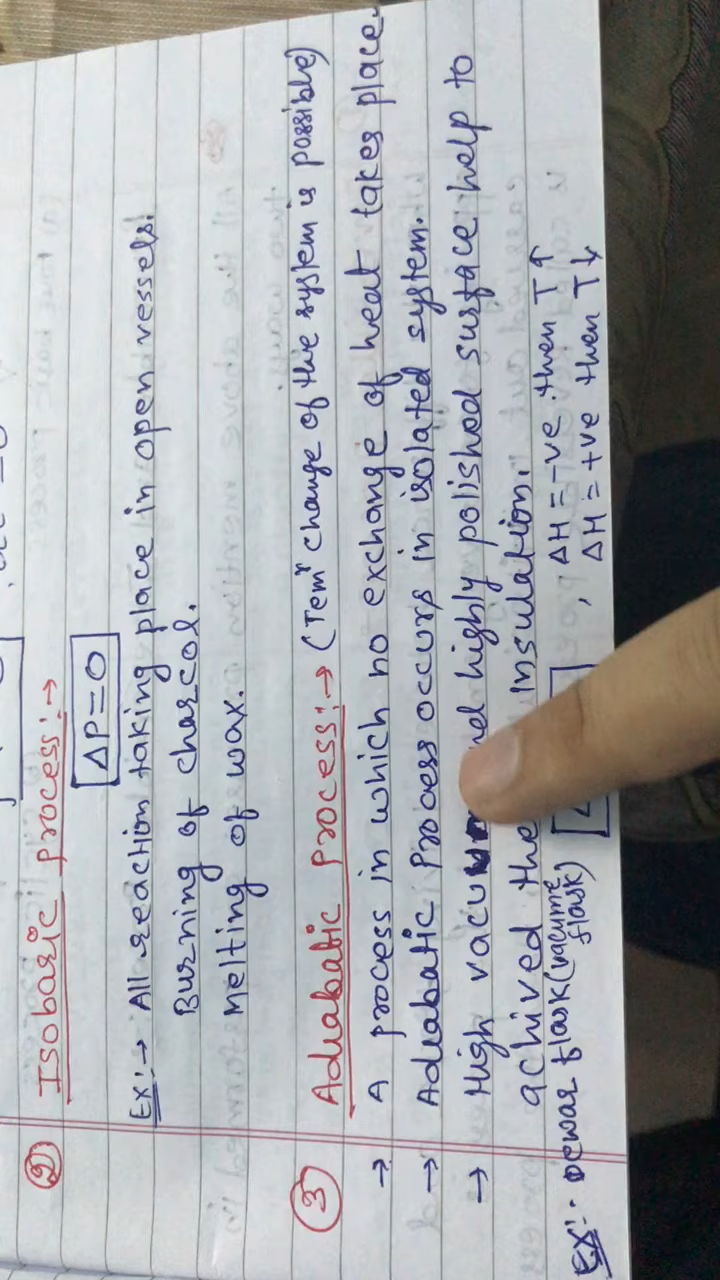 ② Isobaric process:→
ΔP=0
Ex:→ All reaction taking place in open vessels.
Burning of charcol.
Melting of wax.
③ Adiabatic process:→ (Temʳ change of the system is possible)
→ A process in which no exchange of heat takes place.
→ Adiabatic Process occurs in isolated system.
→ High highly polished surface help to
achived the insulation.
Ex:- Dewar flask (vacume flask) , ΔH = -ve then T↑
ΔH = +ve then T↓